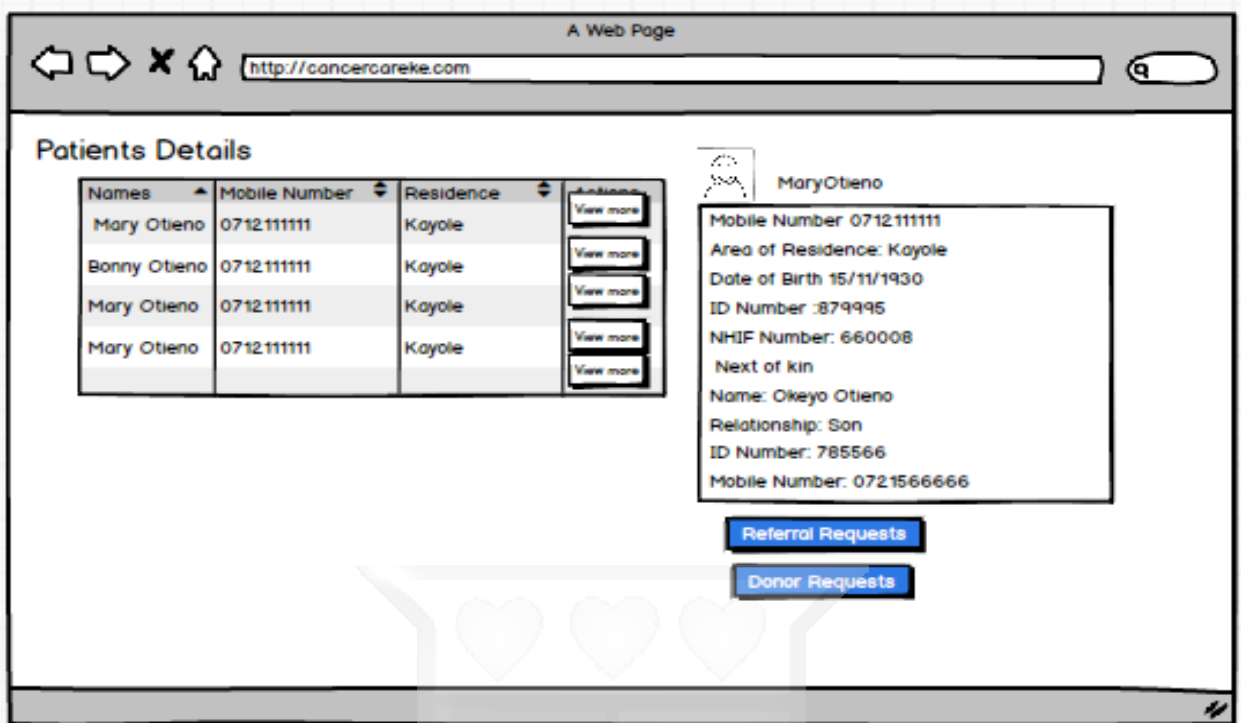 A Web Page
http://cancercareke.com
Patients Details
Names Mobile Number Residence Actions
Mary Otieno 0712111111 Kayole View more
Bonny Otieno 0712111111 Kayole View more
Mary Otieno 0712111111 Kayole View more
Mary Otieno 0712111111 Kayole View more
View more
MaryOtieno
Mobile Number 0712111111
Area of Residence: Kayole
Date of Birth 15/11/1930
ID Number :879995
NHIF Number: 660008
Next of kin
Name: Okeyo Otieno
Relationship: Son
ID Number: 785566
Mobile Number: 0721566666
Referral Requests
Donor Requests